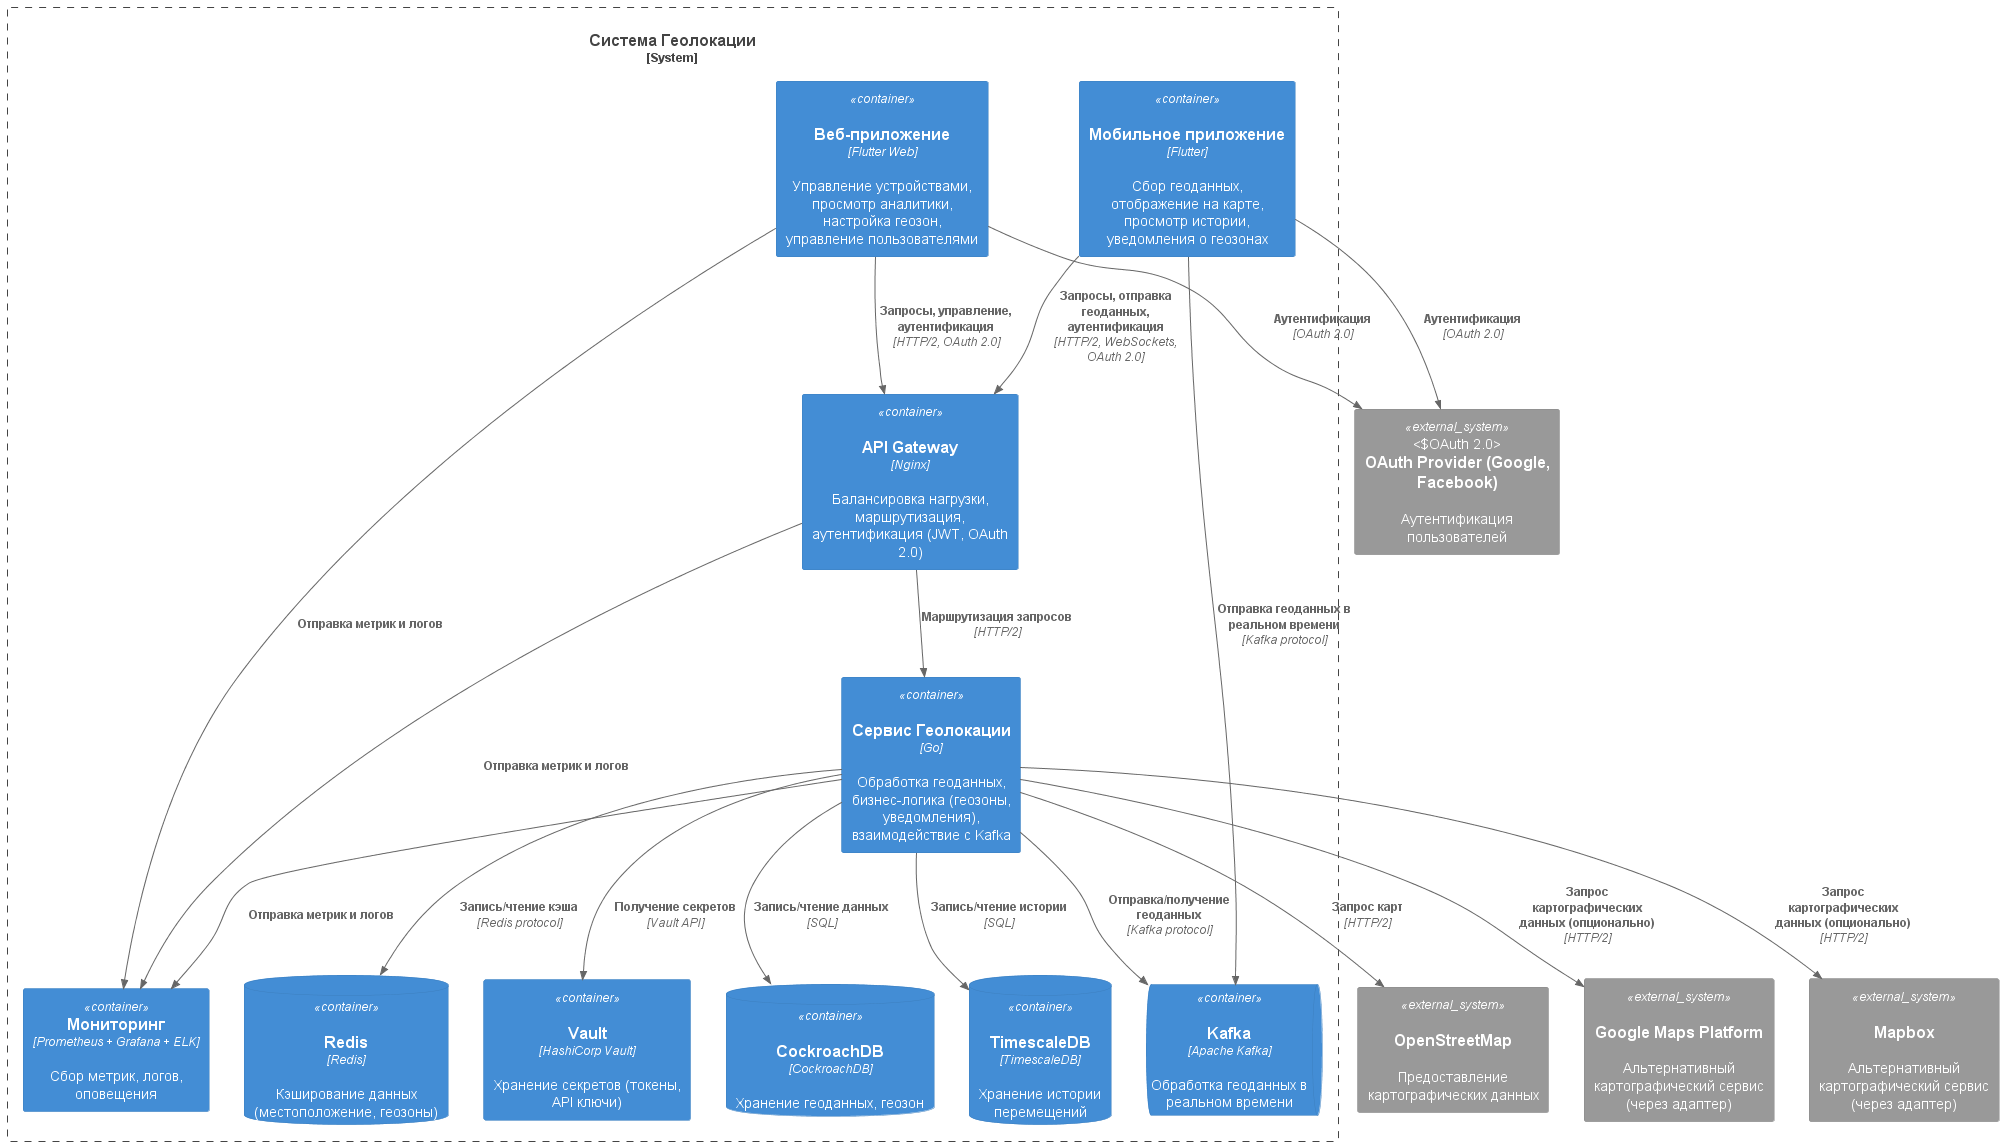 Система Геолокации
[System]
«container»
Веб-приложение
[Flutter Web]
Управление устройствами,
просмотр аналитики,
настройка геозон,
управление пользователями
«container»
Мобильное приложение
[Flutter]
Сбор геоданных,
отображение на карте,
просмотр истории,
уведомления о геозонах
Запросы, управление,
аутентификация
[HTTP/2, OAuth 2.0]
Запросы, отправка
геоданных,
аутентификация
[HTTP/2, WebSockets,
OAuth 2.0]
Аутентификация
[OAuth 2.0]
Аутентификация
[OAuth 2.0]
«container»
API Gateway
[Nginx]
Балансировка нагрузки,
маршрутизация,
аутентификация (JWT, OAuth
2.0)
«external_system»
<$OAuth 2.0>
OAuth Provider (Google,
Facebook)
Аутентификация
пользователей
Отправка метрик и логов
Маршрутизация запросов
[HTTP/2]
Отправка геоданных в
реальном времени
[Kafka protocol]
«container»
Сервис Геолокации
[Go]
Обработка геоданных,
бизнес-логика (геозоны,
уведомления),
взаимодействие с Kafka
Отправка метрик и логов
Отправка метрик и логов
Запись/чтение кэша
[Redis protocol]
Получение секретов
[Vault API]
Запись/чтение данных
[SQL]
Запись/чтение истории
[SQL]
Отправка/получение
геоданных
[Kafka protocol]
Запрос карт
[HTTP/2]
Запрос
картографических
данных (опционально)
[HTTP/2]
Запрос
картографических
данных (опционально)
[HTTP/2]
«container»
Мониторинг
[Prometheus + Grafana + ELK]
Сбор метрик, логов,
оповещения
«container»
Redis
[Redis]
Кэширование данных
(местоположение, геозоны)
«container»
Vault
[HashiCorp Vault]
Хранение секретов (токены,
API ключи)
«container»
CockroachDB
[CockroachDB]
Хранение геоданных, геозон
«container»
TimescaleDB
[TimescaleDB]
Хранение истории
перемещений
«container»
Kafka
[Apache Kafka]
Обработка геоданных в
реальном времени
«external_system»
OpenStreetMap
Предоставление
картографических данных
«external_system»
Google Maps Platform
Альтернативный
картографический сервис
(через адаптер)
«external_system»
Mapbox
Альтернативный
картографический сервис
(через адаптер)